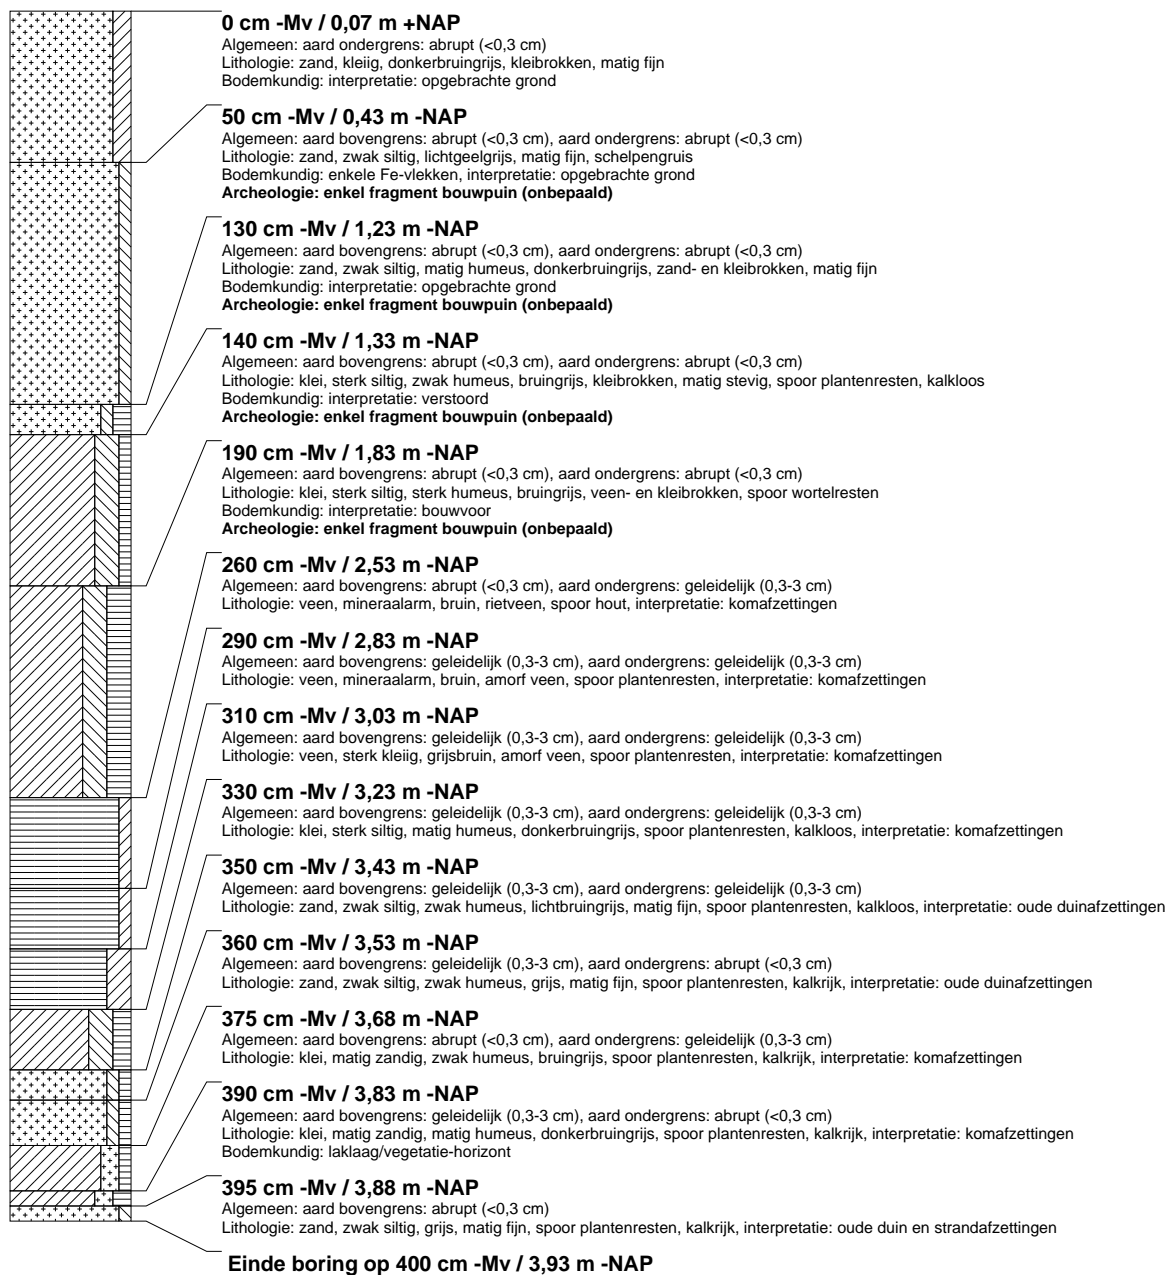 0 cm -Mv / 0,07 m +NAP
Algemeen: aard ondergrens: abrupt (<0,3 cm)
Lithologie: zand, kleiig, donkerbruingrijs, kleibrokken, matig fijn
Bodemkundig: interpretatie: opgebrachte grond
50 cm -Mv / 0,43 m -NAP
Algemeen: aard bovengrens: abrupt (<0,3 cm), aard ondergrens: abrupt (<0,3 cm)
Lithologie: zand, zwak siltig, lichtgeelgrijs, matig fijn, schelpengruis
Bodemkundig: enkele Fe-vlekken, interpretatie: opgebrachte grond
Archeologie: enkel fragment bouwpuin (onbepaald)
130 cm -Mv / 1,23 m -NAP
Algemeen: aard bovengrens: abrupt (<0,3 cm), aard ondergrens: abrupt (<0,3 cm)
Lithologie: zand, zwak siltig, matig humeus, donkerbruingrijs, zand- en kleibrokken, matig fijn
Bodemkundig: interpretatie: opgebrachte grond
Archeologie: enkel fragment bouwpuin (onbepaald)
140 cm -Mv / 1,33 m -NAP
Algemeen: aard bovengrens: abrupt (<0,3 cm), aard ondergrens: abrupt (<0,3 cm)
Lithologie: klei, sterk siltig, zwak humeus, bruingrijs, kleibrokken, matig stevig, spoor plantenresten, kalkloos
Bodemkundig: interpretatie: verstoord
Archeologie: enkel fragment bouwpuin (onbepaald)
190 cm -Mv / 1,83 m -NAP
Algemeen: aard bovengrens: abrupt (<0,3 cm), aard ondergrens: abrupt (<0,3 cm)
Lithologie: klei, sterk siltig, sterk humeus, bruingrijs, veen- en kleibrokken, spoor wortelresten
Bodemkundig: interpretatie: bouwvoor
Archeologie: enkel fragment bouwpuin (onbepaald)
260 cm -Mv / 2,53 m -NAP
Algemeen: aard bovengrens: abrupt (<0,3 cm), aard ondergrens: geleidelijk (0,3-3 cm)
Lithologie: veen, mineraalarm, bruin, rietveen, spoor hout, interpretatie: komafzettingen
290 cm -Mv / 2,83 m -NAP
Algemeen: aard bovengrens: geleidelijk (0,3-3 cm), aard ondergrens: geleidelijk (0,3-3 cm)
Lithologie: veen, mineraalarm, bruin, amorf veen, spoor plantenresten, interpretatie: komafzettingen
310 cm -Mv / 3,03 m -NAP
Algemeen: aard bovengrens: geleidelijk (0,3-3 cm), aard ondergrens: geleidelijk (0,3-3 cm)
Lithologie: veen, sterk kleiig, grijsbruin, amorf veen, spoor plantenresten, interpretatie: komafzettingen
330 cm -Mv / 3,23 m -NAP
Algemeen: aard bovengrens: geleidelijk (0,3-3 cm), aard ondergrens: geleidelijk (0,3-3 cm)
Lithologie: klei, sterk siltig, matig humeus, donkerbruingrijs, spoor plantenresten, kalkloos, interpretatie: komafzettingen
350 cm -Mv / 3,43 m -NAP
Algemeen: aard bovengrens: geleidelijk (0,3-3 cm), aard ondergrens: geleidelijk (0,3-3 cm)
Lithologie: zand, zwak siltig, zwak humeus, lichtbruingrijs, matig fijn, spoor plantenresten, kalkloos, interpretatie: oude duinafzettingen
360 cm -Mv / 3,53 m -NAP
Algemeen: aard bovengrens: geleidelijk (0,3-3 cm), aard ondergrens: abrupt (<0,3 cm)
Lithologie: zand, zwak siltig, zwak humeus, grijs, matig fijn, spoor plantenresten, kalkrijk, interpretatie: oude duinafzettingen
375 cm -Mv / 3,68 m -NAP
Algemeen: aard bovengrens: abrupt (<0,3 cm), aard ondergrens: geleidelijk (0,3-3 cm)
Lithologie: klei, matig zandig, zwak humeus, bruingrijs, spoor plantenresten, kalkrijk, interpretatie: komafzettingen
390 cm -Mv / 3,83 m -NAP
Algemeen: aard bovengrens: geleidelijk (0,3-3 cm), aard ondergrens: abrupt (<0,3 cm)
Lithologie: klei, matig zandig, matig humeus, donkerbruingrijs, spoor plantenresten, kalkrijk, interpretatie: komafzettingen
Bodemkundig: laklaag/vegetatie-horizont
395 cm -Mv / 3,88 m -NAP
Algemeen: aard bovengrens: abrupt (<0,3 cm)
Lithologie: zand, zwak siltig, grijs, matig fijn, spoor plantenresten, kalkrijk, interpretatie: oude duin en strandafzettingen
Einde boring op 400 cm -Mv / 3,93 m -NAP